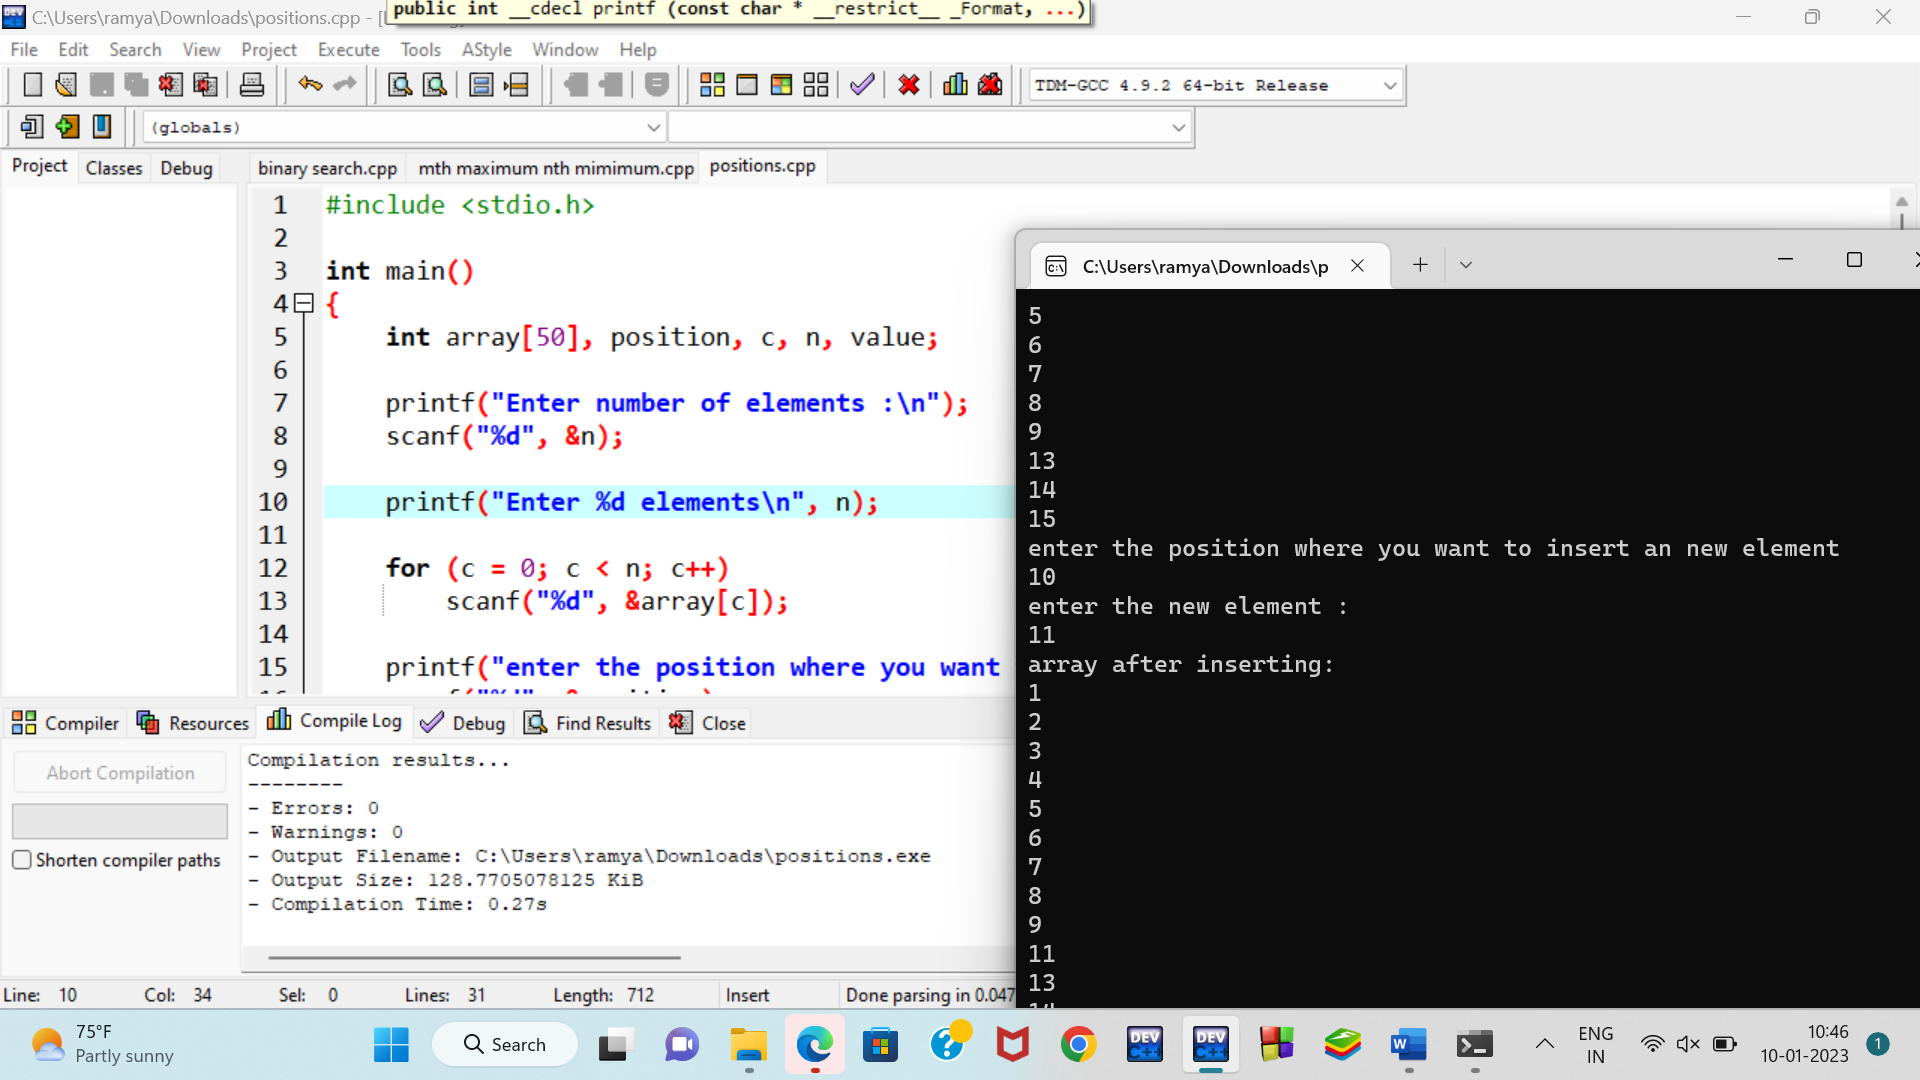 C:\Users\ramya\Downloads\positions.cpp - [
public int __cdecl printf (const char * __restrict__ _Format, ...)
File Edit Search View Project Execute Tools AStyle Window Help
TDM-GCC 4.9.2 64-bit Release
(globals)
Project Classes Debug binary search.cpp mth maximum nth mimimum.cpp positions.cpp
1 #include <stdio.h>
2
3 int main()
4 {
5 int array[50], position, c, n, value;
6
7 printf("Enter number of elements :\n");
8 scanf("%d", &n);
9
10 printf("Enter %d elements\n", n);
11
12 for (c = 0; c < n; c++)
13 scanf("%d", &array[c]);
14
15 printf("enter the position where you want
C:\Users\ramya\Downloads\p
5
6
7
8
9
13
14
15
enter the position where you want to insert an new element
10
enter the new element :
11
array after inserting:
1
2
3
4
5
6
7
8
9
11
13
Compiler Resources Compile Log Debug Find Results Close
Abort Compilation
Shorten compiler paths
Compilation results...
--------
- Errors: 0
- Warnings: 0
- Output Filename: C:\Users\ramya\Downloads\positions.exe
- Output Size: 128.7705078125 KiB
- Compilation Time: 0.27s
Line: 10 Col: 34 Sel: 0 Lines: 31 Length: 712 Insert Done parsing in 0.047
75°F
Partly sunny
Search
DEV C++
DEV C++
W
ENG
IN
10:46
10-01-2023
1